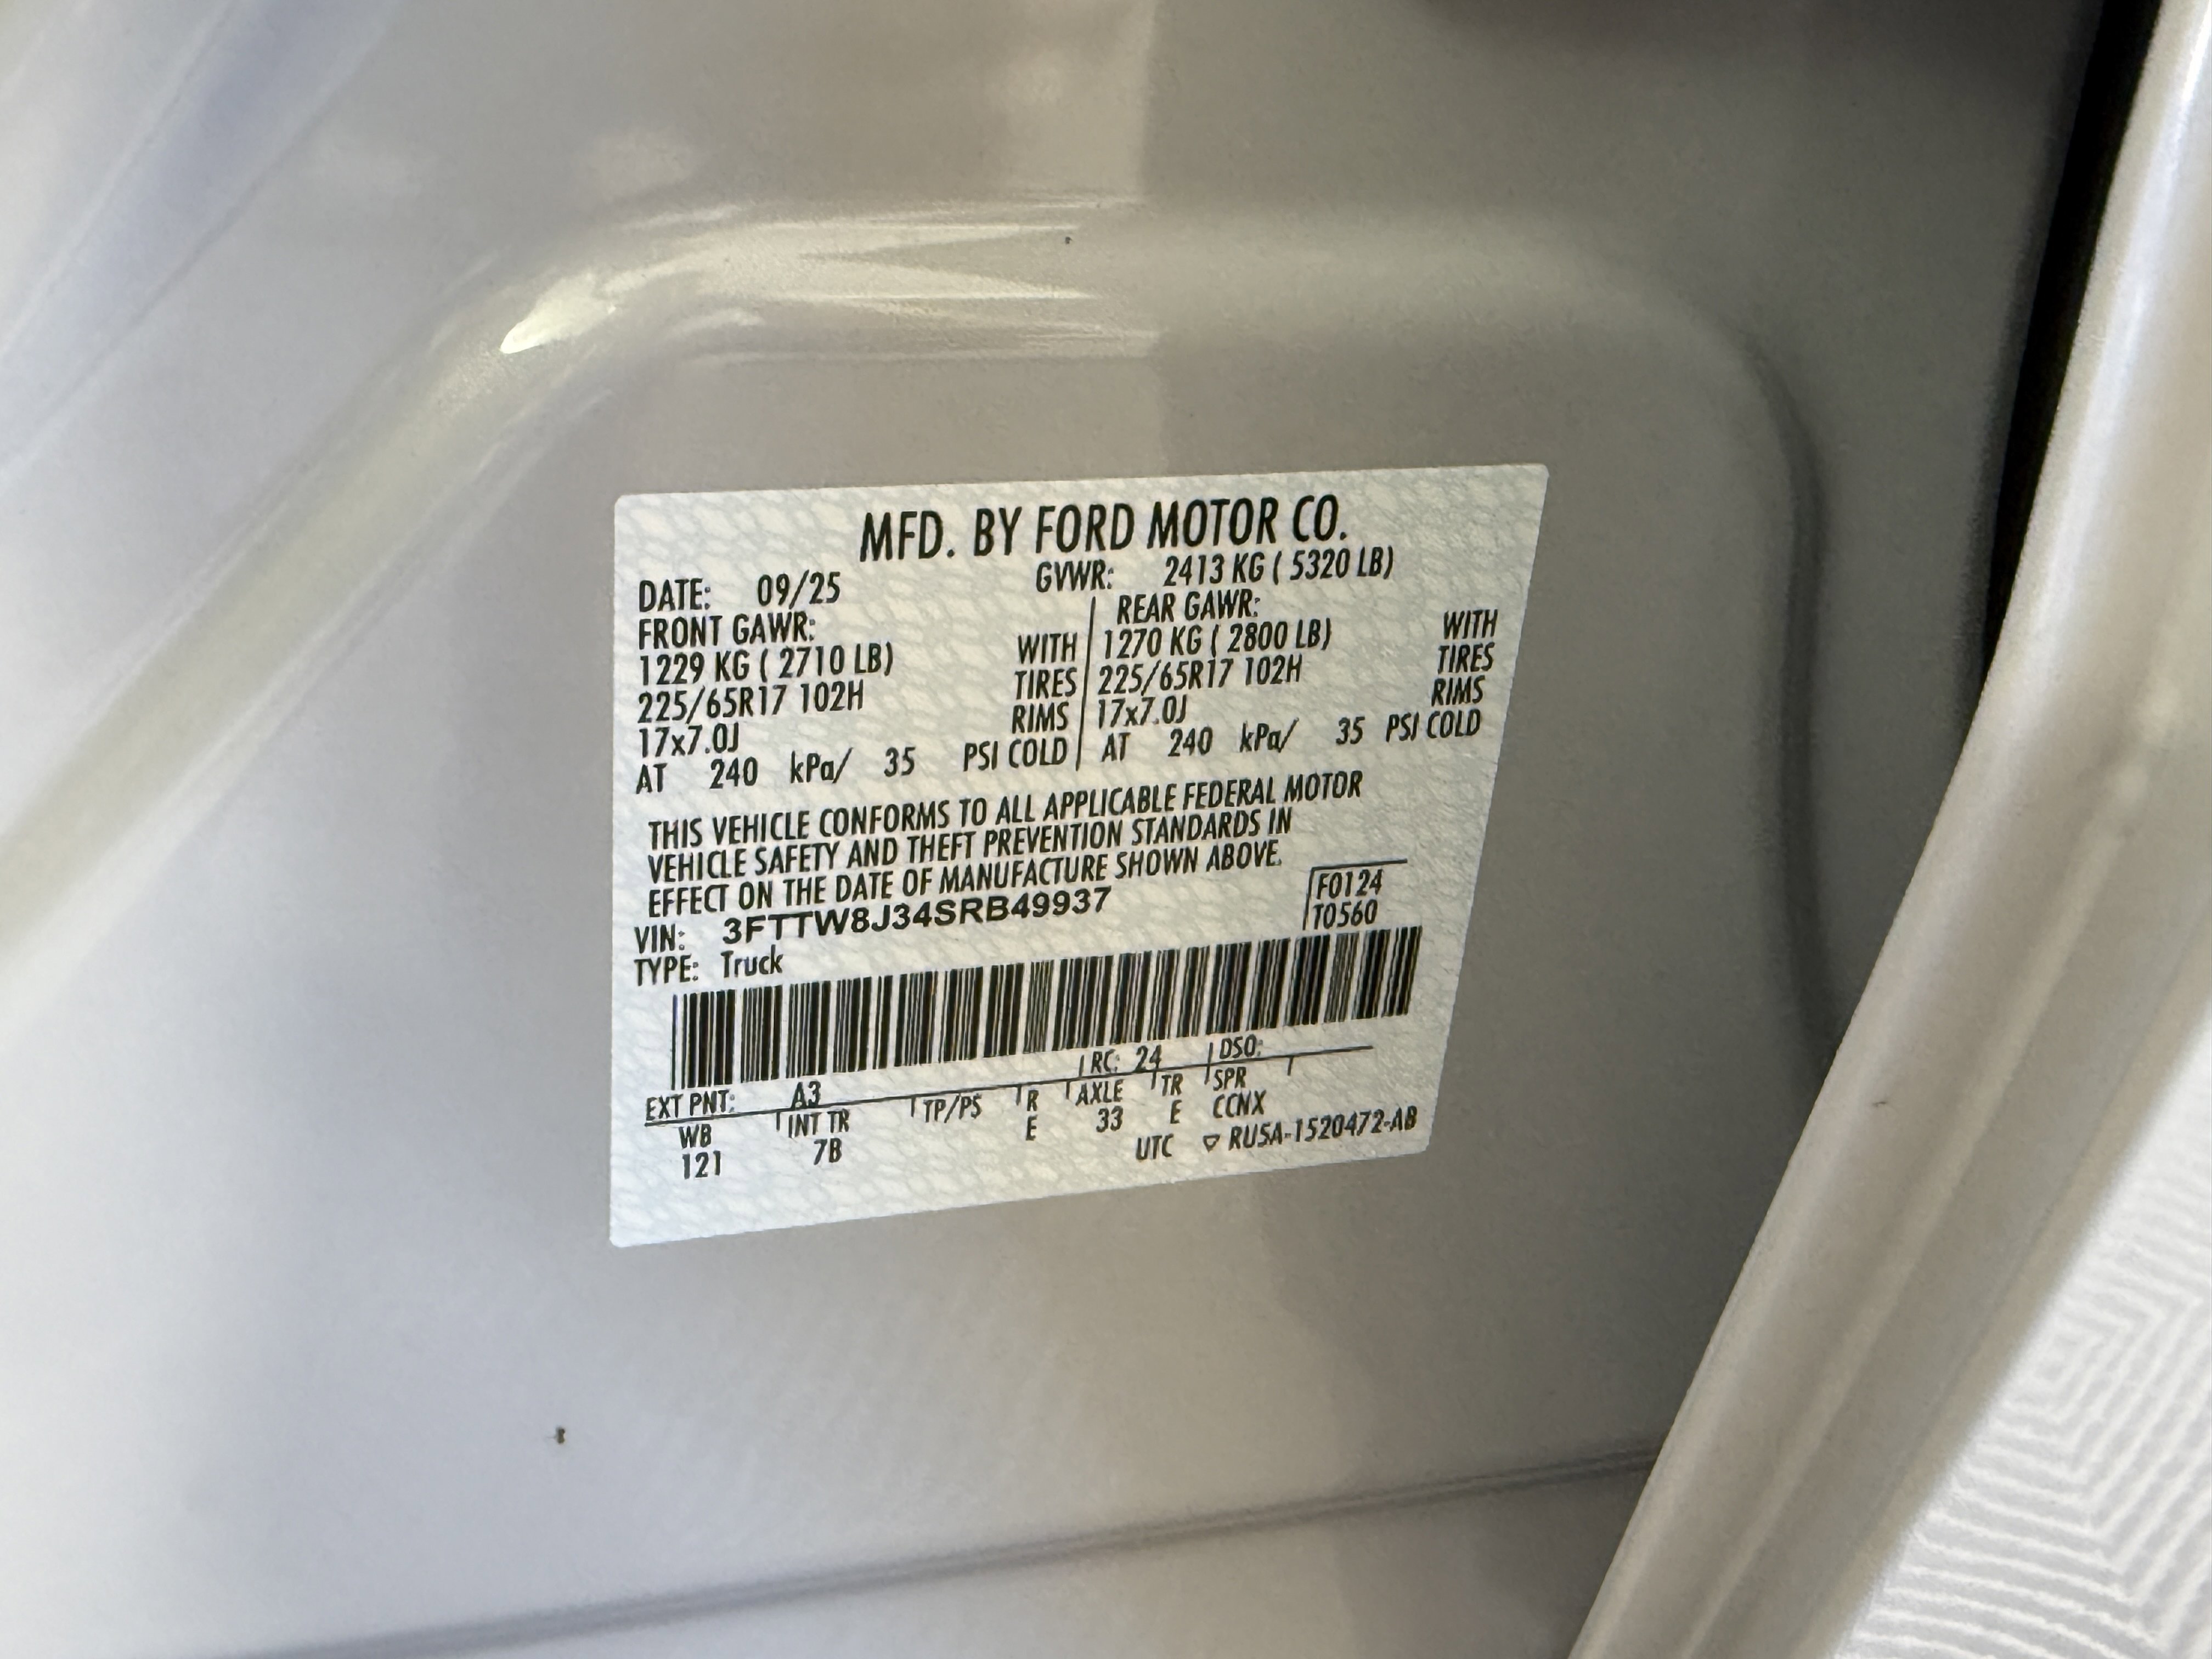 MFD. BY FORD MOTOR CO.
DATE: 09/25 GVWR: 2413 KG ( 5320 LB)
FRONT GAWR: REAR GAWR:
1229 KG ( 2710 LB) WITH 1270 KG ( 2800 LB) WITH
225/65R17 102H TIRES 225/65R17 102H TIRES
17x7.0J RIMS 17x7.0J RIMS
AT 240 kPa/ 35 PSI COLD AT 240 kPa/ 35 PSI COLD
THIS VEHICLE CONFORMS TO ALL APPLICABLE FEDERAL MOTOR
VEHICLE SAFETY AND THEFT PREVENTION STANDARDS IN
EFFECT ON THE DATE OF MANUFACTURE SHOWN ABOVE.
VIN: 3FTTW8J34SRB49937 F0124
TYPE: Truck T0560
EXT PNT: A3 RC: 24 DSO:
WB INT TR TP/PS R AXLE TR SPR
121 7B E 33 E CCNX
UTC ▽ RU5A-1520472-AB